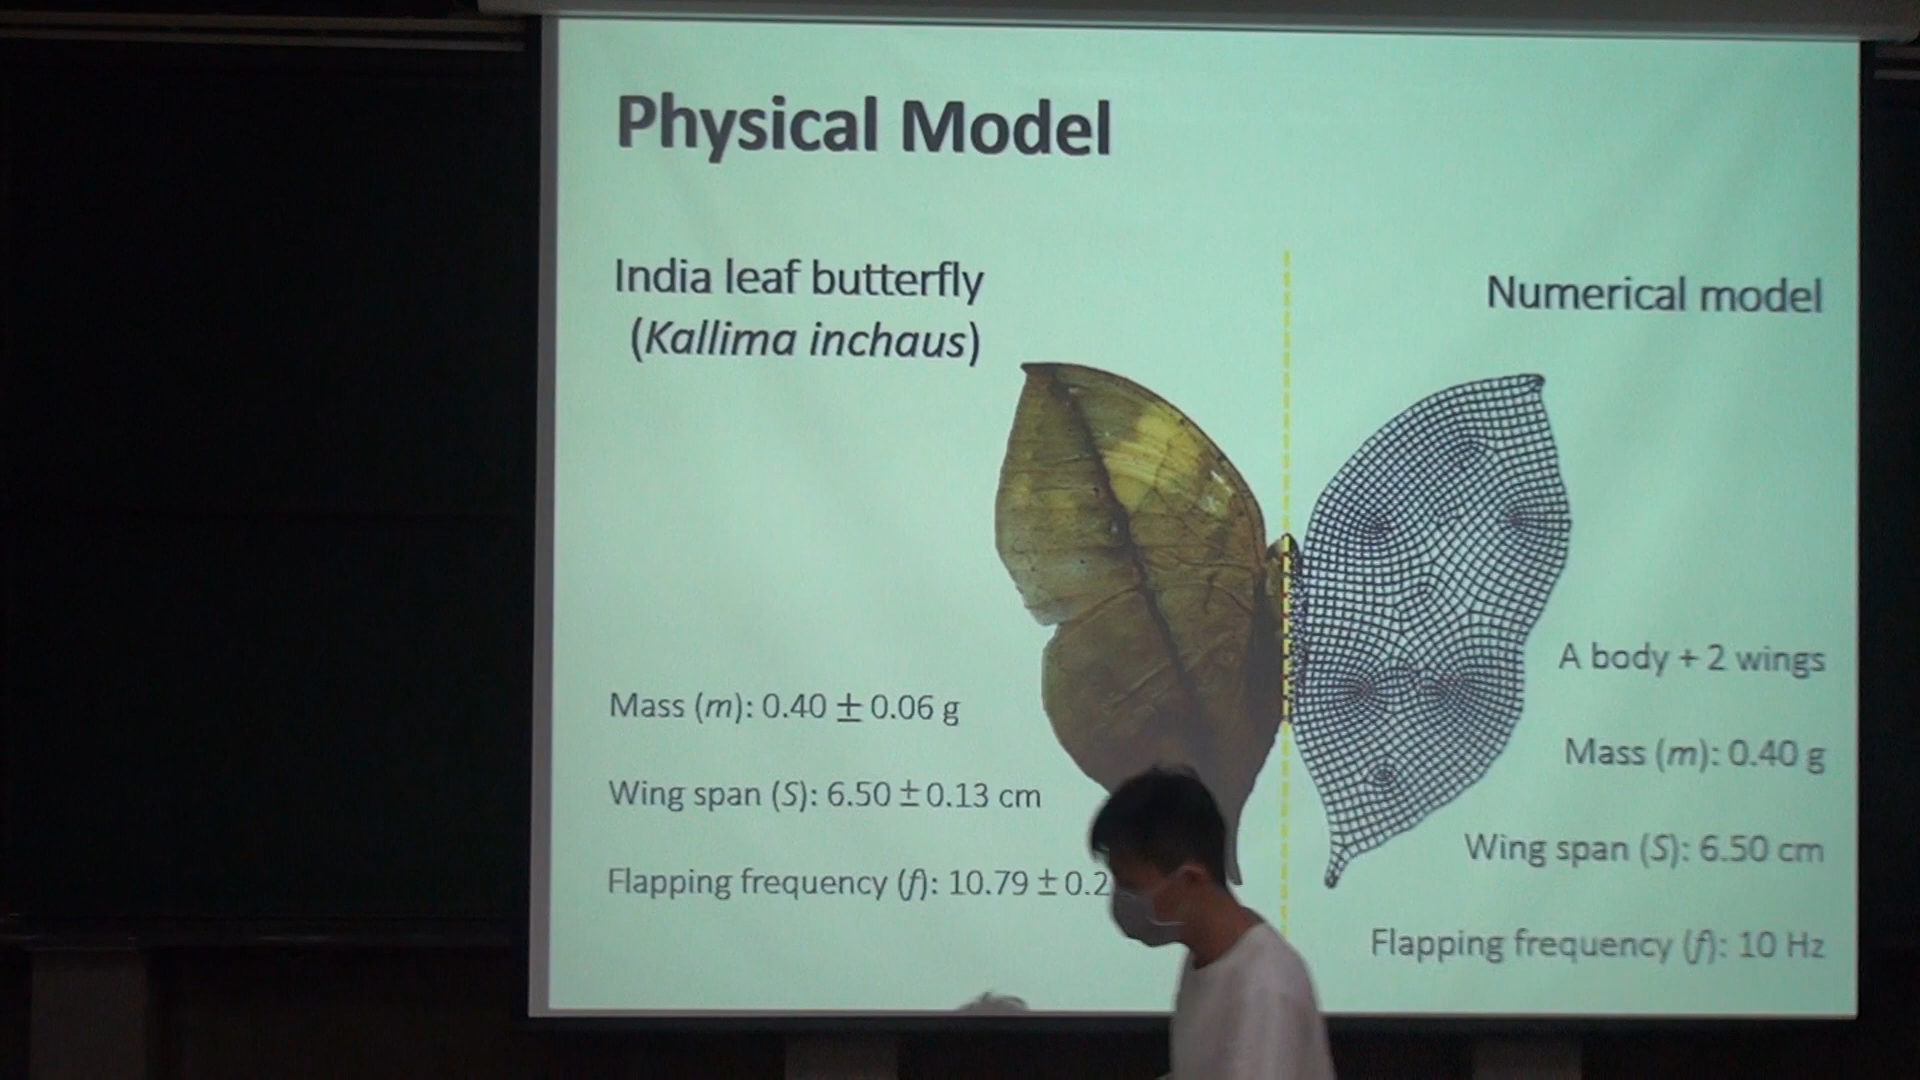 Physical Model
India leaf butterfly
(Kallima inchaus)
Numerical model
Mass (m): 0.40 ± 0.06 g
Wing span (S): 6.50 ± 0.13 cm
Flapping frequency (f): 10.79 ± 0.2
A body + 2 wings
Mass (m): 0.40 g
Wing span (S): 6.50 cm
Flapping frequency (f): 10 Hz